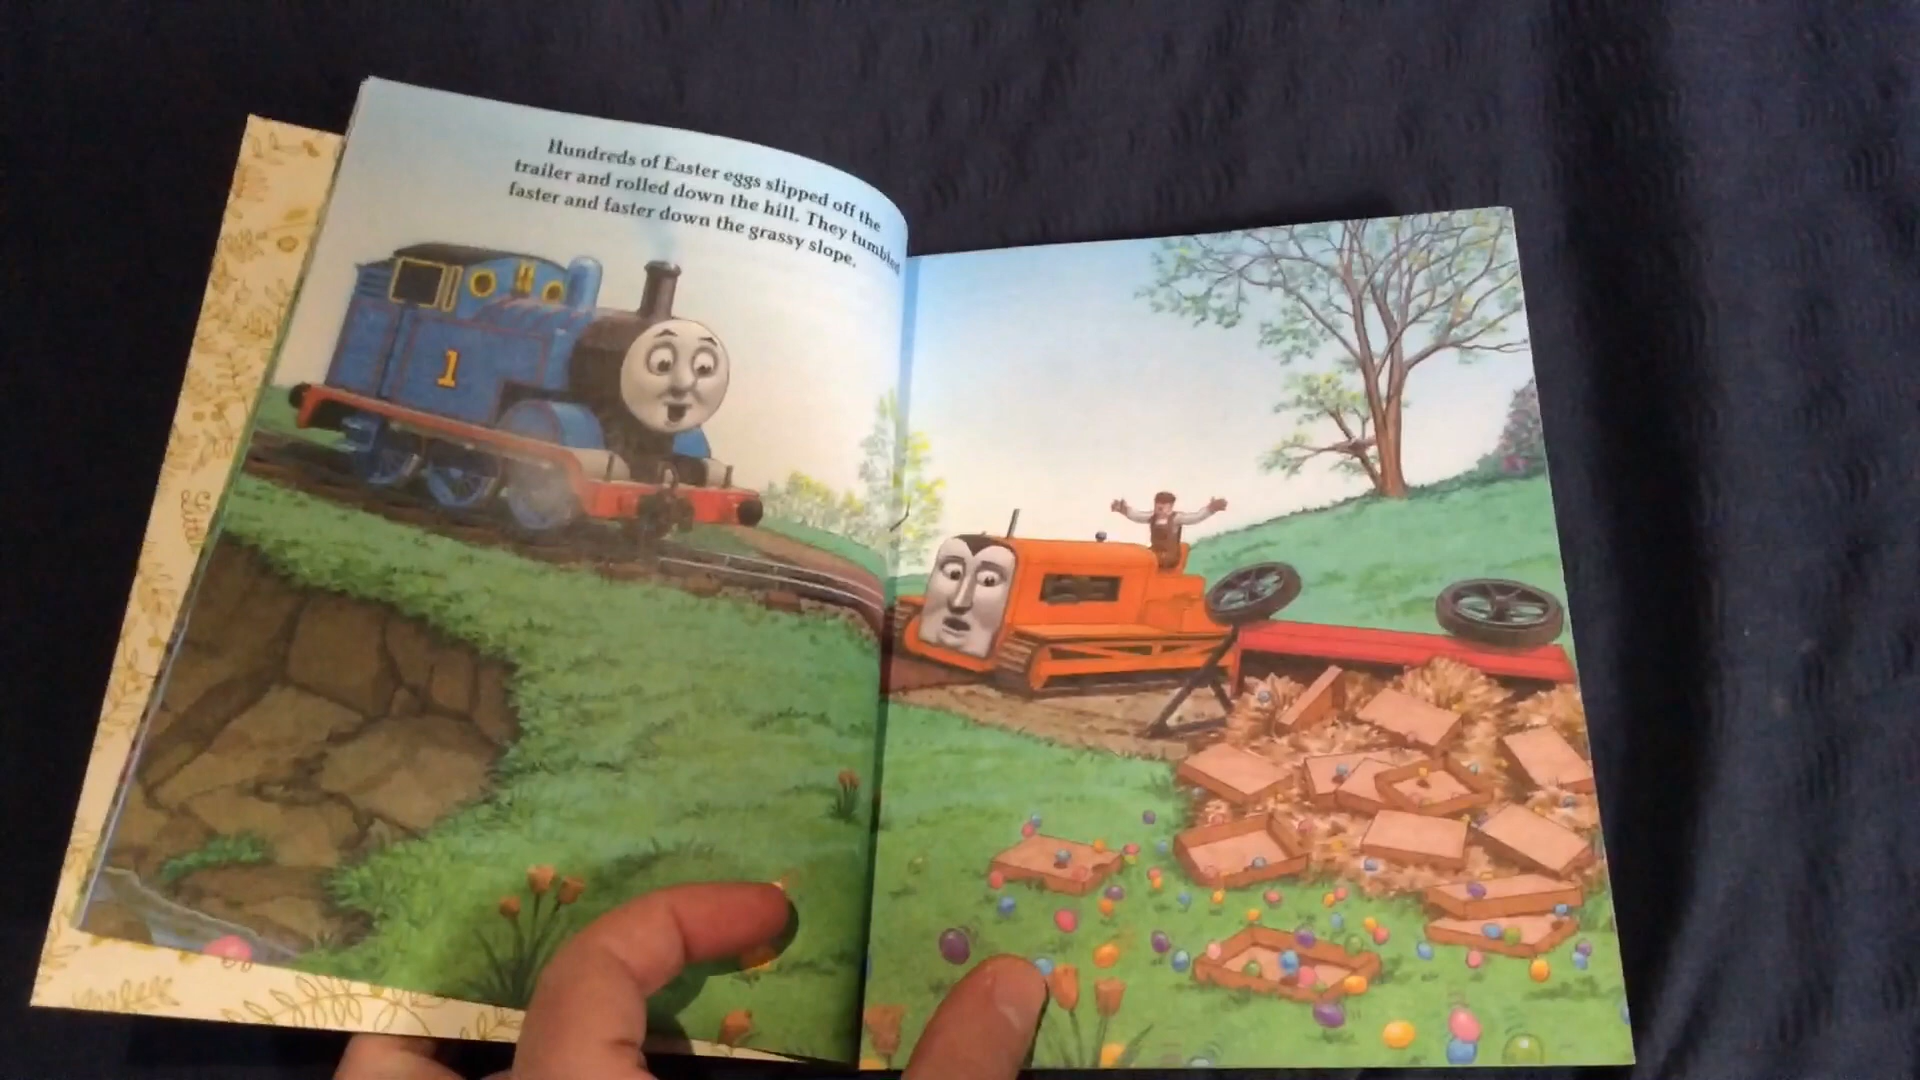 Hundreds of Easter eggs slipped off the
trailer and rolled down the hill. They tumbled
faster and faster down the grassy slope.
1